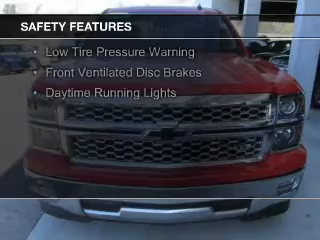 SAFETY FEATURES
• Low Tire Pressure Warning
• Front Ventilated Disc Brakes
• Daytime Running Lights